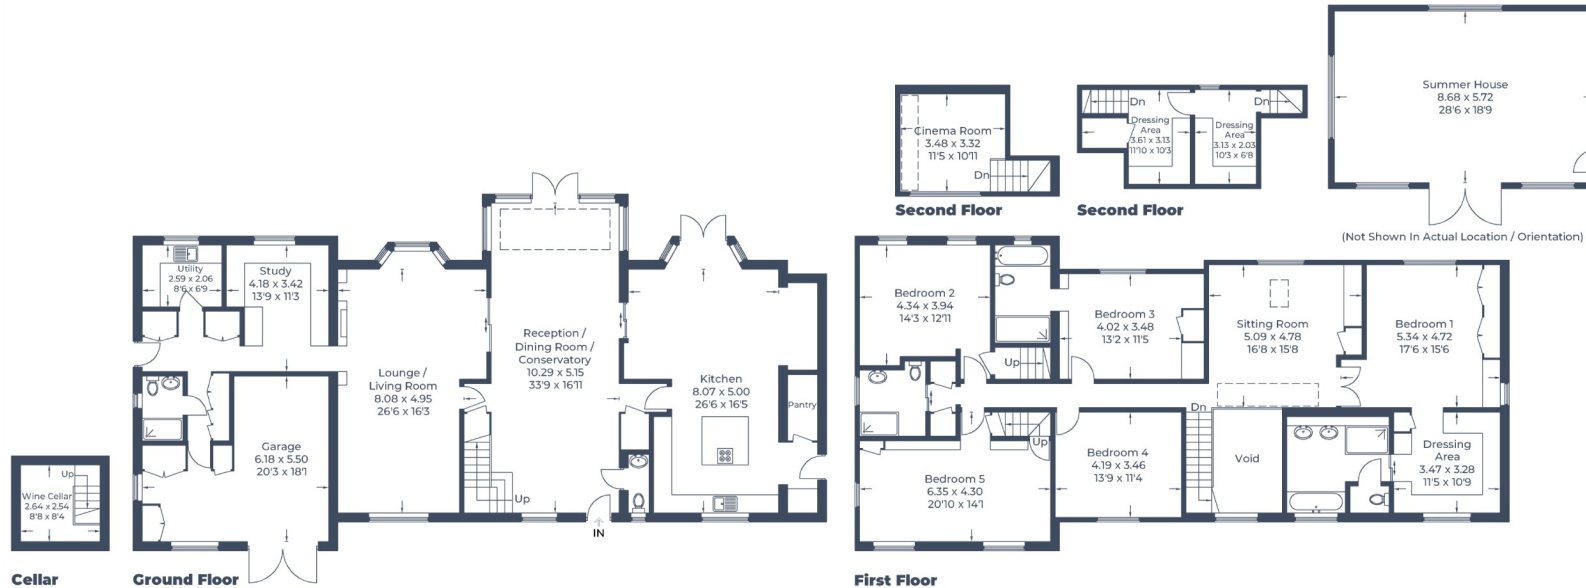 Cinema Room
3.48 x 3.32
11'5 x 10'11
Dn
Second Floor
Dn
Dressing
Area
3.61 x 3.13
11'10 x 10'3
Dn
Dressing
Area
3.13 x 2.03
10'3 x 6'8
Second Floor
Summer House
8.68 x 5.72
28'6 x 18'9
(Not Shown In Actual Location / Orientation)
Up
Wine Cellar
2.64 x 2.54
8'8 x 8'4
Cellar
Utility
2.59 x 2.06
8'6 x 6'9
Study
4.18 x 3.42
13'9 x 11'3
Lounge /
Living Room
8.08 x 4.95
26'6 x 16'3
Reception /
Dining Room /
Conservatory
10.29 x 5.15
33'9 x 16'11
Kitchen
8.07 x 5.00
26'6 x 16'5
Pantry
Garage
6.18 x 5.50
20'3 x 18'1
Up
IN
Ground Floor
Bedroom 2
4.34 x 3.94
14'3 x 12'11
Up
Bedroom 3
4.02 x 3.48
13'2 x 11'5
Sitting Room
5.09 x 4.78
16'8 x 15'8
Bedroom 1
5.34 x 4.72
17'6 x 15'6
Dn
Up
Bedroom 5
6.35 x 4.30
20'10 x 14'1
Bedroom 4
4.19 x 3.46
13'9 x 11'4
Void
Dressing
Area
3.47 x 3.28
11'5 x 10'9
First Floor